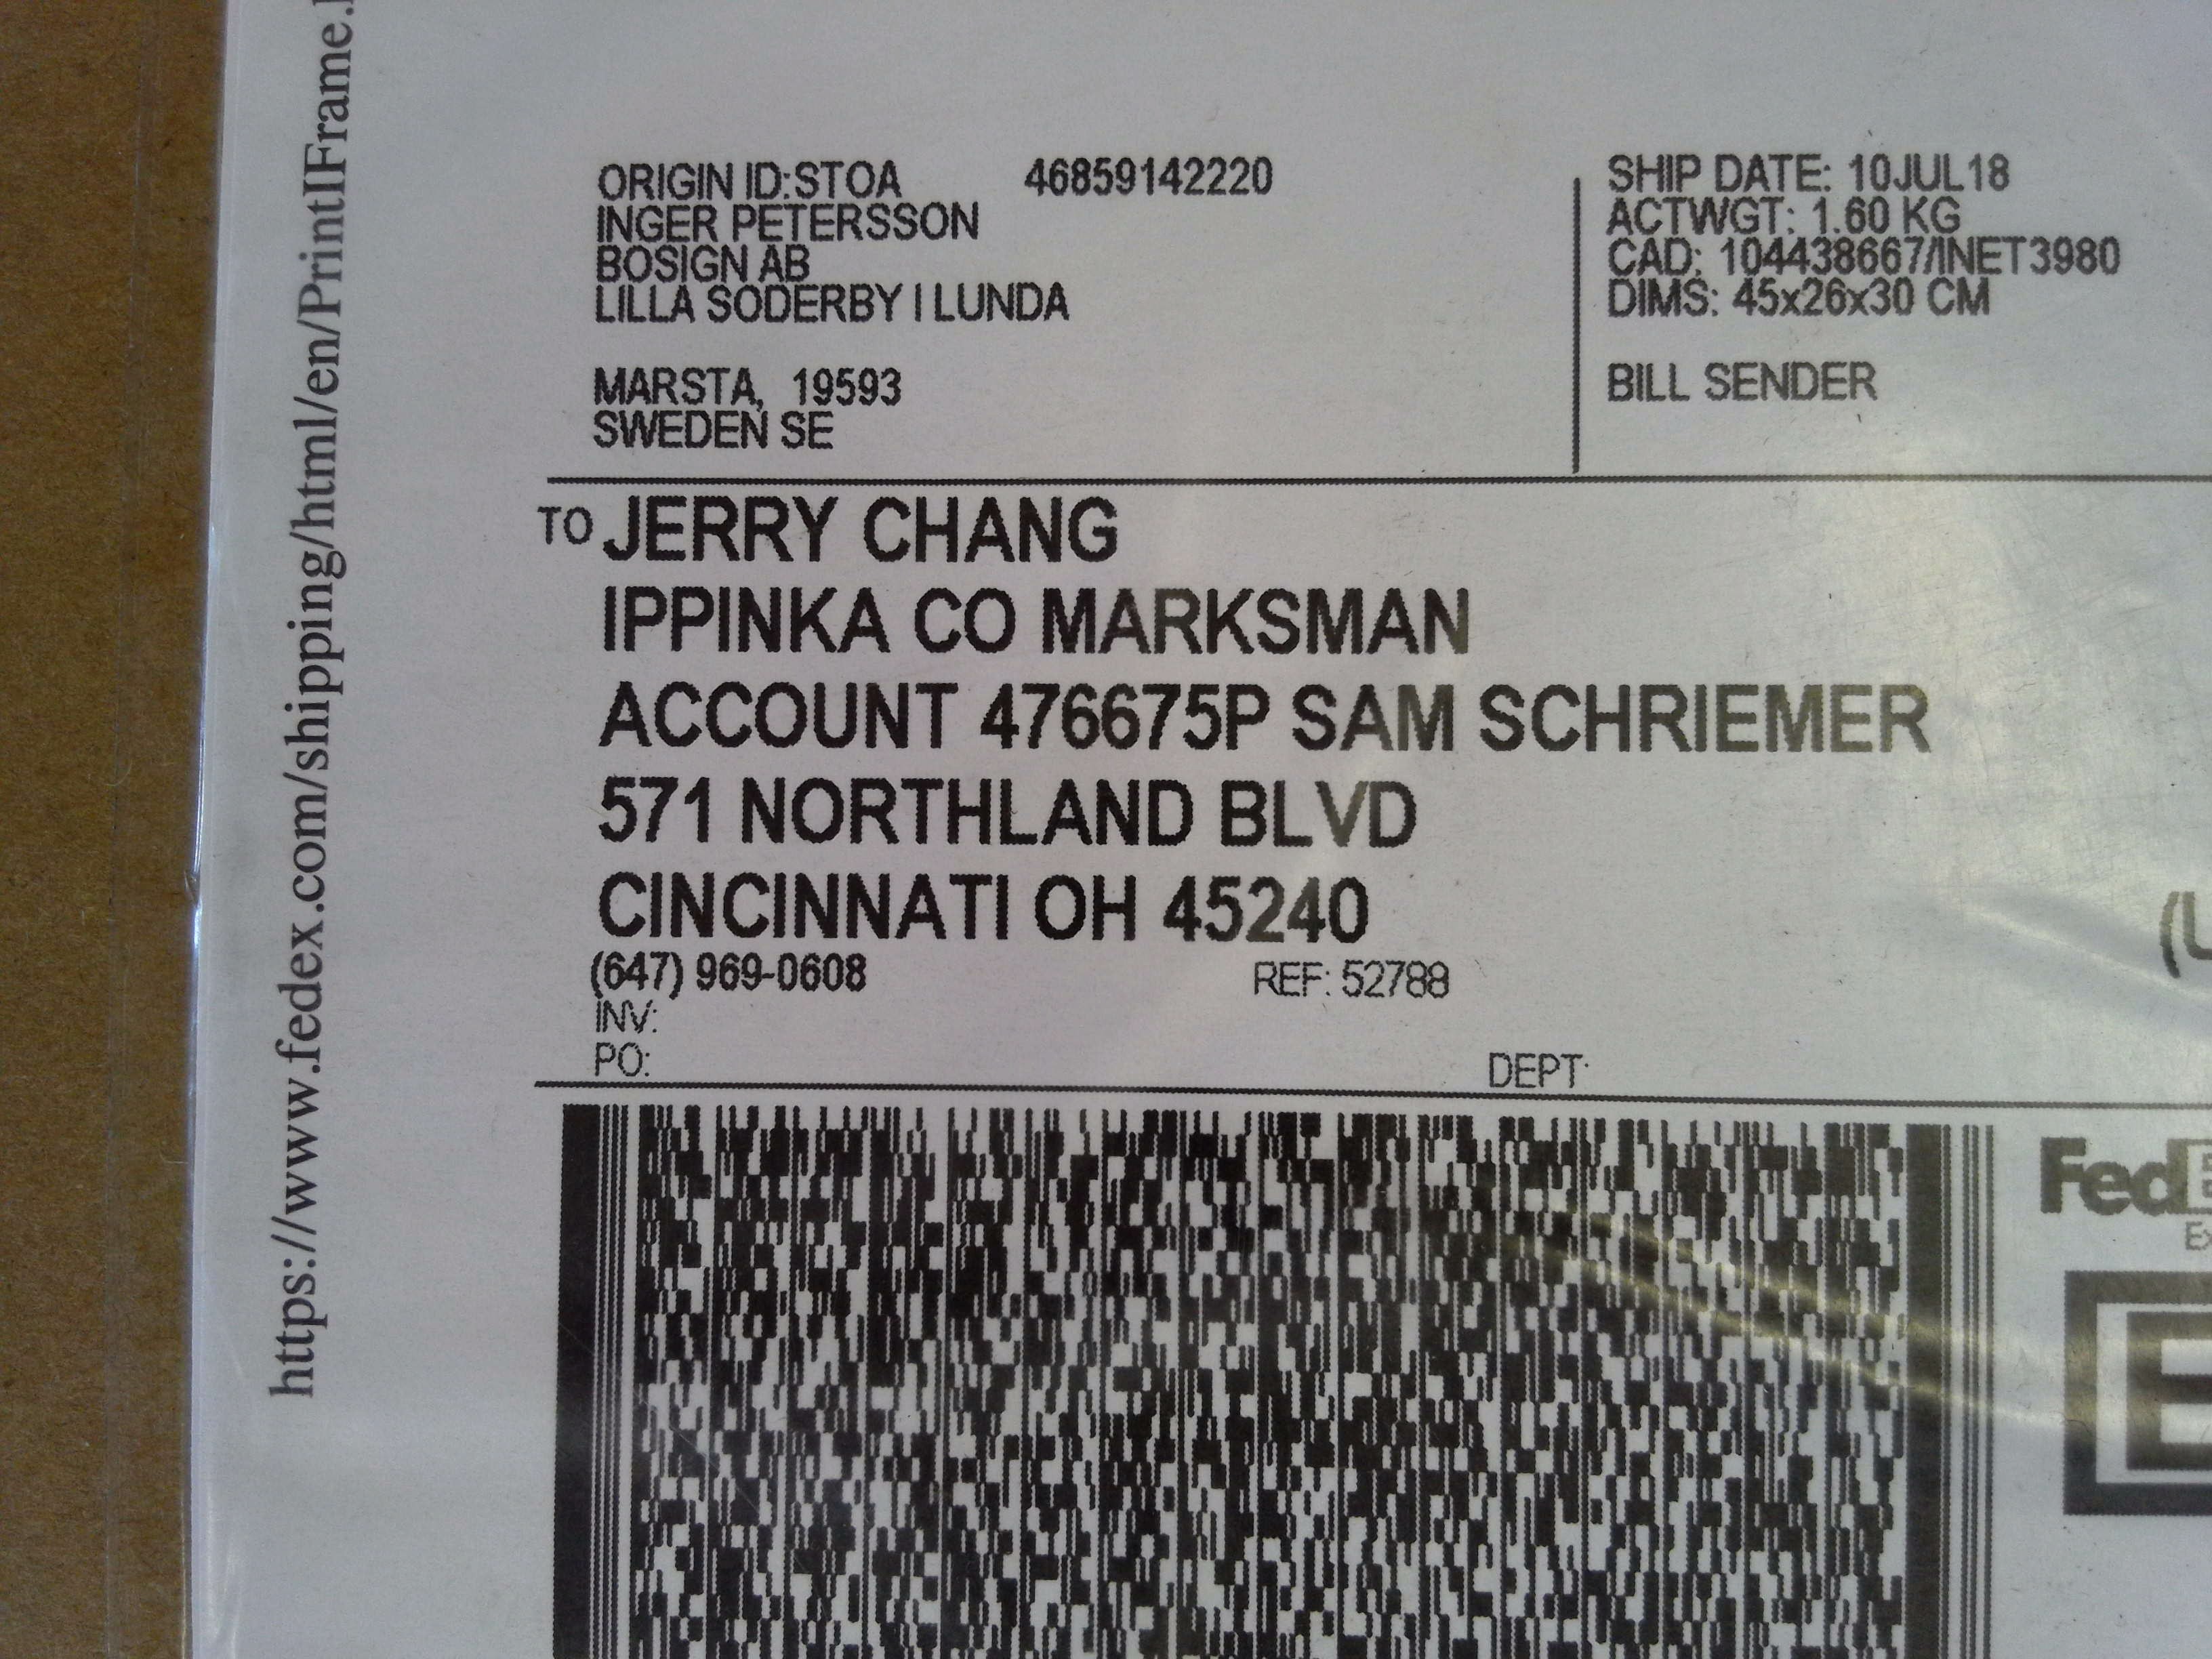 https://www.fedex.com/shipping/html/en/PrintIFrame.
ORIGIN ID:STOA 46859142220
INGER PETERSSON
BOSIGN AB
LILLA SODERBY I LUNDA
MARSTA, 19593
SWEDEN SE
SHIP DATE: 10JUL18
ACTWGT: 1.60 KG
CAD: 104438667/INET3980
DIMS: 45x26x30 CM
BILL SENDER
TO JERRY CHANG
IPPINKA CO MARKSMAN
ACCOUNT 476675P SAM SCHRIEMER
571 NORTHLAND BLVD
CINCINNATI OH 45240
(647) 969-0608 REF: 52788
INV:
PO: DEPT:
FedE
E